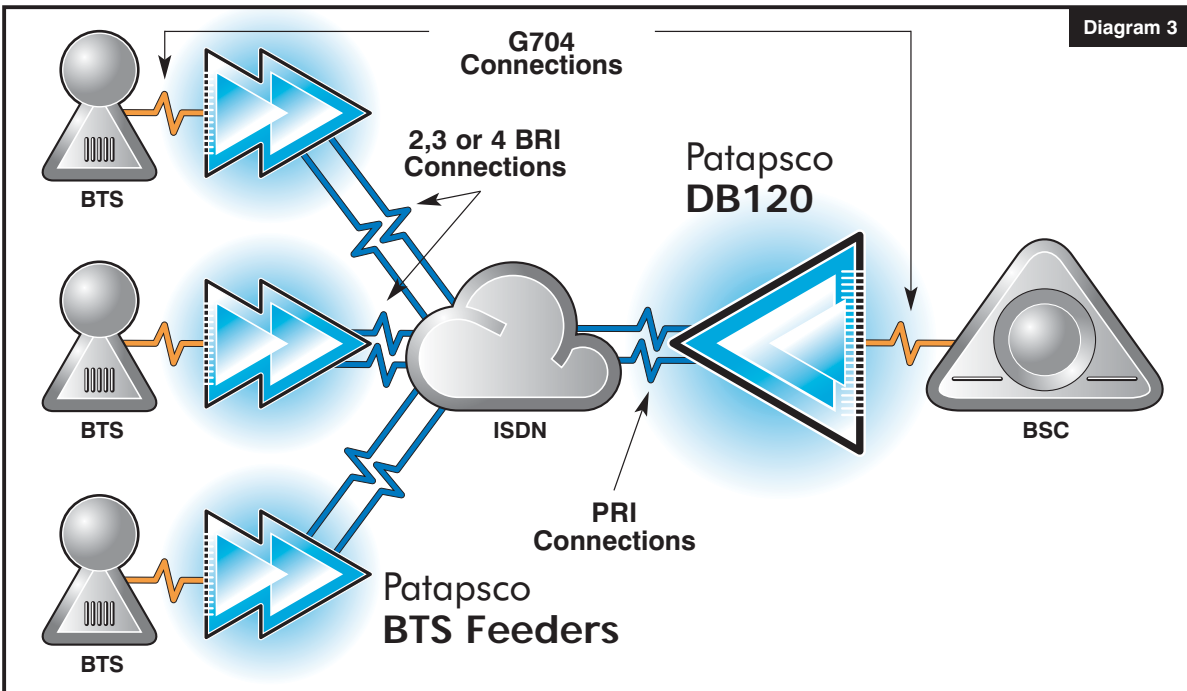 Diagram 3
G704
Connections
2,3 or 4 BRI
Connections
Patapsco
DB120
BTS
BTS
ISDN
BSC
PRI
Connections
Patapsco
BTS Feeders
BTS